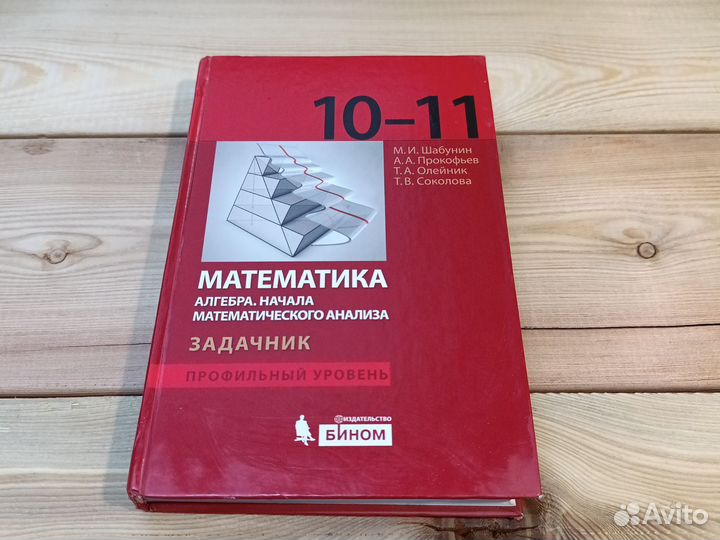 10–11
М. И. Шабунин
А. А. Прокофьев
Т. А. Олейник
Т. В. Соколова
МАТЕМАТИКА
АЛГЕБРА. НАЧАЛА
МАТЕМАТИЧЕСКОГО АНАЛИЗА
ЗАДАЧНИК
ПРОФИЛЬНЫЙ УРОВЕНЬ
ИЗДАТЕЛЬСТВО
БИНОМ
Avito